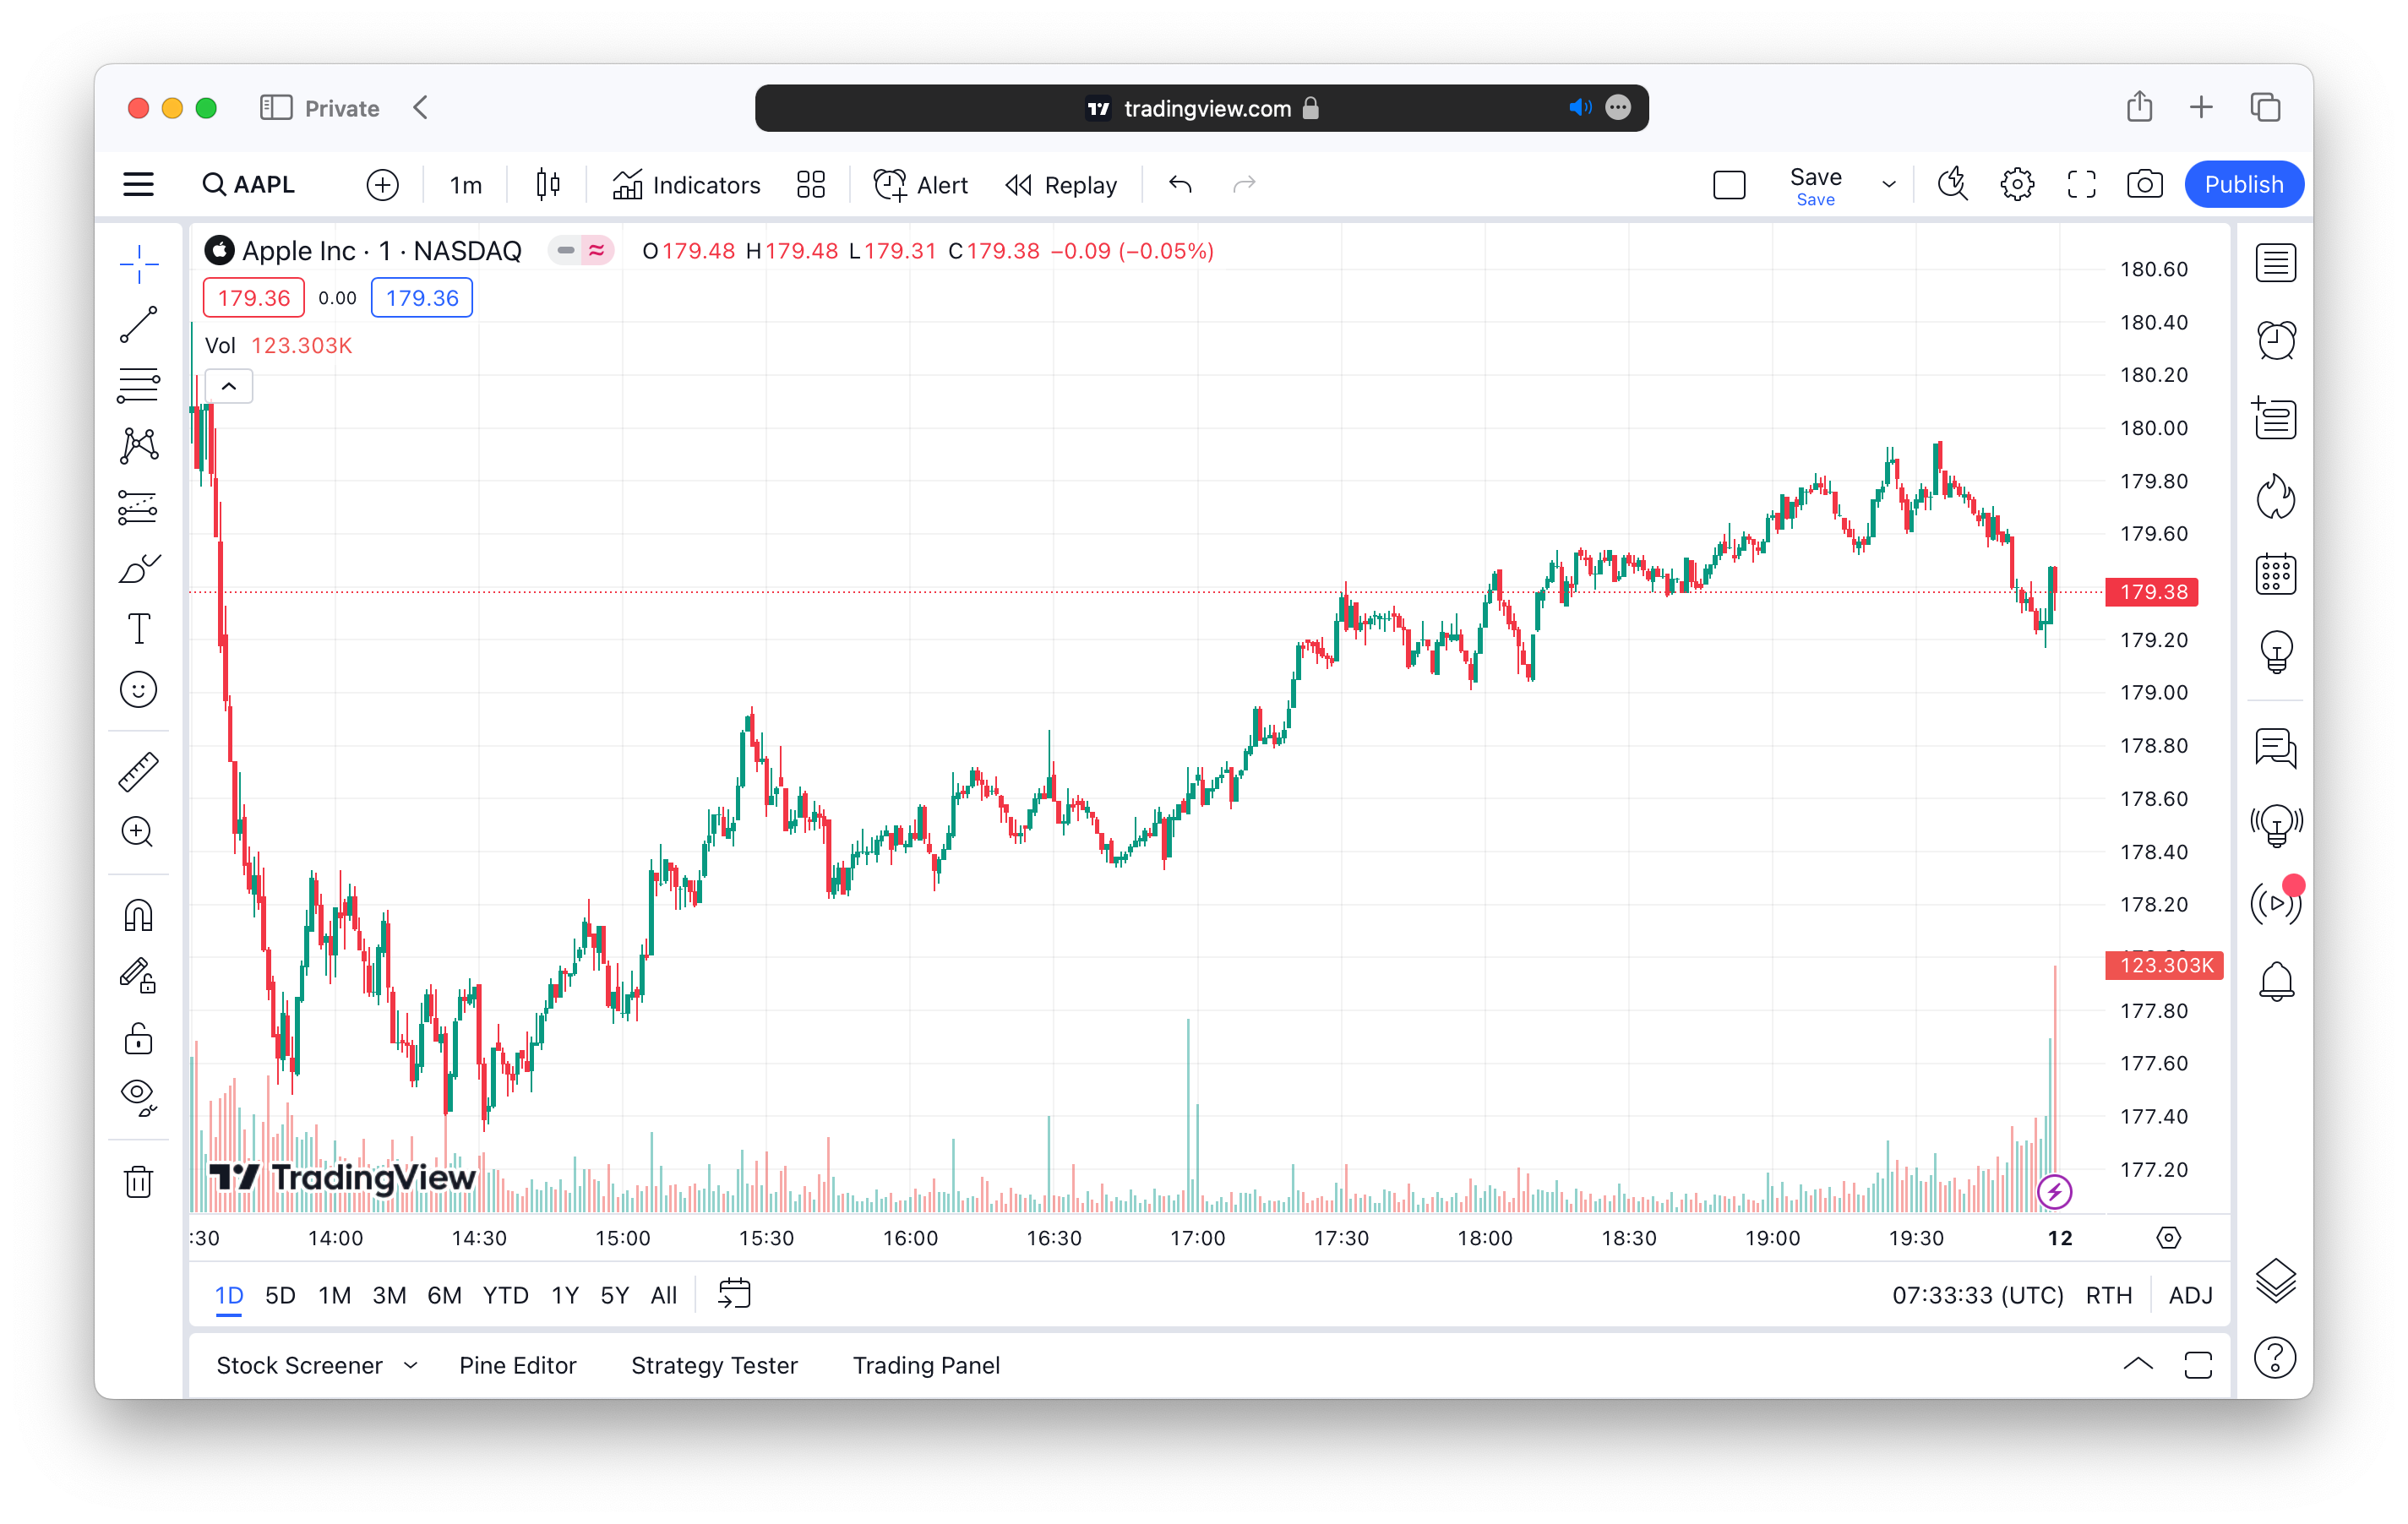 Private
tradingview.com
AAPL 1m Indicators Alert Replay Save Publish
Save
Apple Inc · 1 · NASDAQ O179.48 H179.48 L179.31 C179.38 −0.09 (−0.05%)
179.36 0.00 179.36
Vol 123.303K
180.60
180.40
180.20
180.00
179.80
179.60
179.38
179.20
179.00
178.80
178.60
178.40
178.20
123.303K
177.80
177.60
177.40
177.20
TradingView
:30 14:00 14:30 15:00 15:30 16:00 16:30 17:00 17:30 18:00 18:30 19:00 19:30 12
1D 5D 1M 3M 6M YTD 1Y 5Y All 07:33:33 (UTC) RTH ADJ
Stock Screener Pine Editor Strategy Tester Trading Panel